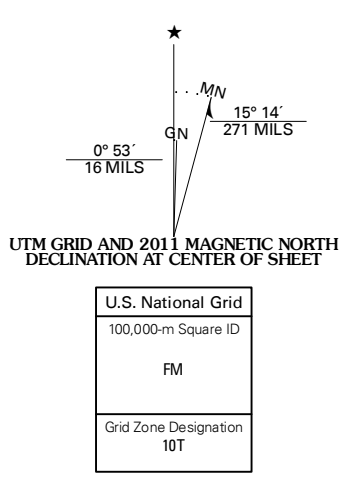 ★
MN
GN
15° 14´
271 MILS
0° 53´
16 MILS
UTM GRID AND 2011 MAGNETIC NORTH
DECLINATION AT CENTER OF SHEET
U.S. National Grid
100,000-m Square ID
FM
Grid Zone Designation
10T